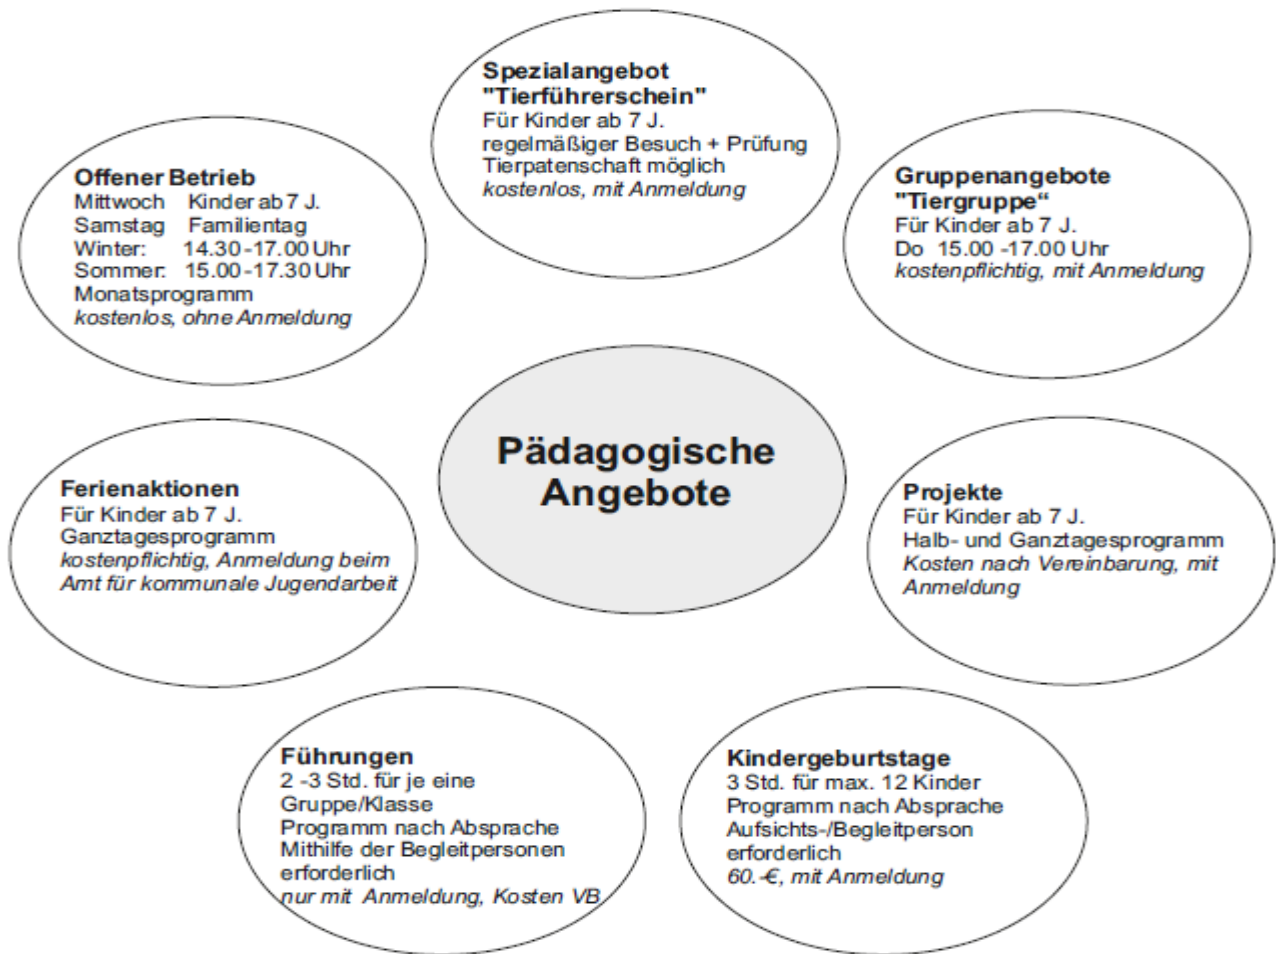 Spezialangebot
"Tierführerschein"
Für Kinder ab 7 J.
regelmäßiger Besuch + Prüfung
Tierpatenschaft möglich
kostenlos, mit Anmeldung
Offener Betrieb
Mittwoch Kinder ab 7 J.
Samstag Familientag
Winter: 14.30 -17.00 Uhr
Sommer: 15.00 -17.30 Uhr
Monatsprogramm
kostenlos, ohne Anmeldung
Gruppenangebote
"Tiergruppe“
Für Kinder ab 7 J.
Do 15.00 -17.00 Uhr
kostenpflichtig, mit Anmeldung
Pädagogische
Angebote
Ferienaktionen
Für Kinder ab 7 J.
Ganztagesprogramm
kostenpflichtig, Anmeldung beim
Amt für kommunale Jugendarbeit
Projekte
Für Kinder ab 7 J.
Halb- und Ganztagesprogramm
Kosten nach Vereinbarung, mit
Anmeldung
Führungen
2 -3 Std. für je eine
Gruppe/Klasse
Programm nach Absprache
Mithilfe der Begleitpersonen
erforderlich
nur mit Anmeldung, Kosten VB
Kindergeburtstage
3 Std. für max. 12 Kinder
Programm nach Absprache
Aufsichts-/Begleitperson
erforderlich
60.-€, mit Anmeldung